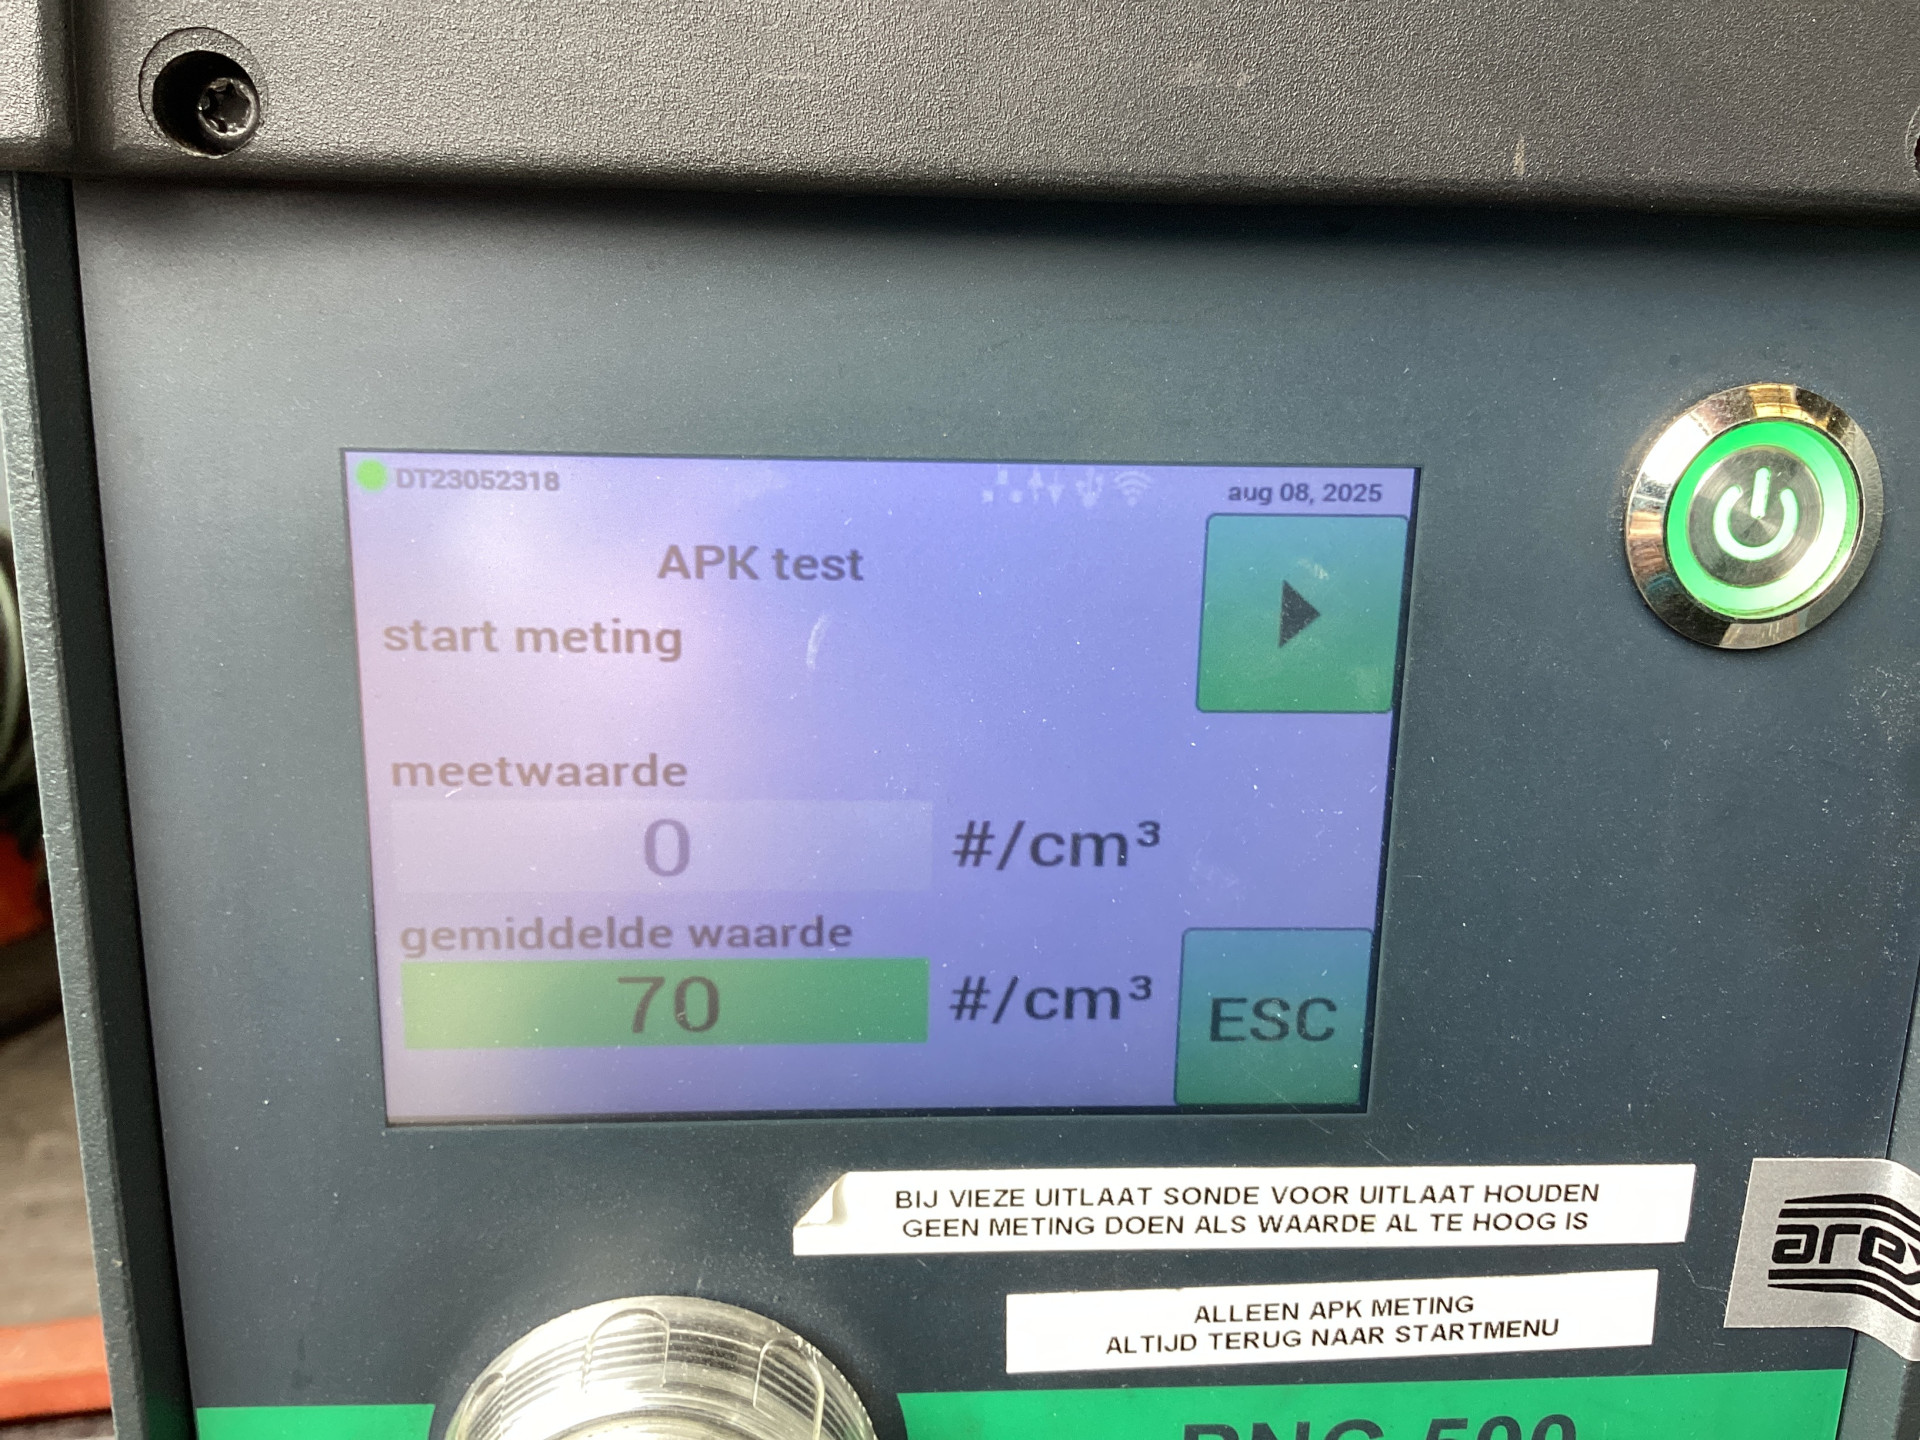 DT23052318
aug 08, 2025
APK test
start meting
meetwaarde
0 #/cm³
gemiddelde waarde
70 #/cm³
ESC
BIJ VIEZE UITLAAT SONDE VOOR UITLAAT HOUDEN
GEEN METING DOEN ALS WAARDE AL TE HOOG IS
ALLEEN APK METING
ALTIJD TERUG NAAR STARTMENU